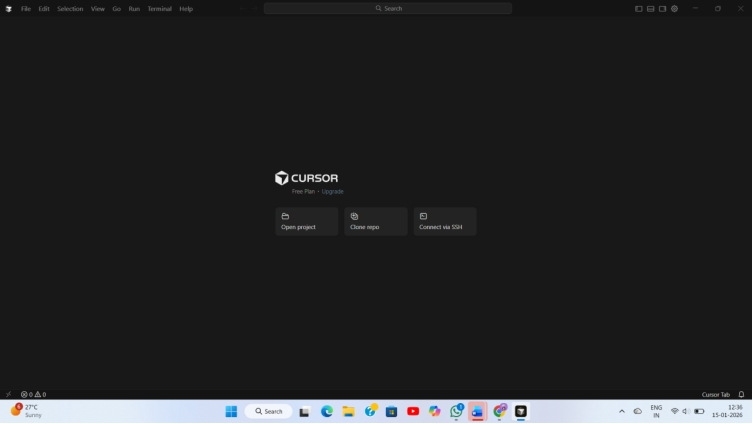 File Edit Selection View Go Run Terminal Help
Search
CURSOR
Free Plan • Upgrade
Open project Clone repo Connect via SSH
0 0 Cursor Tab
27°C
Sunny
Search
ENG
IN
12:36
15-01-2026